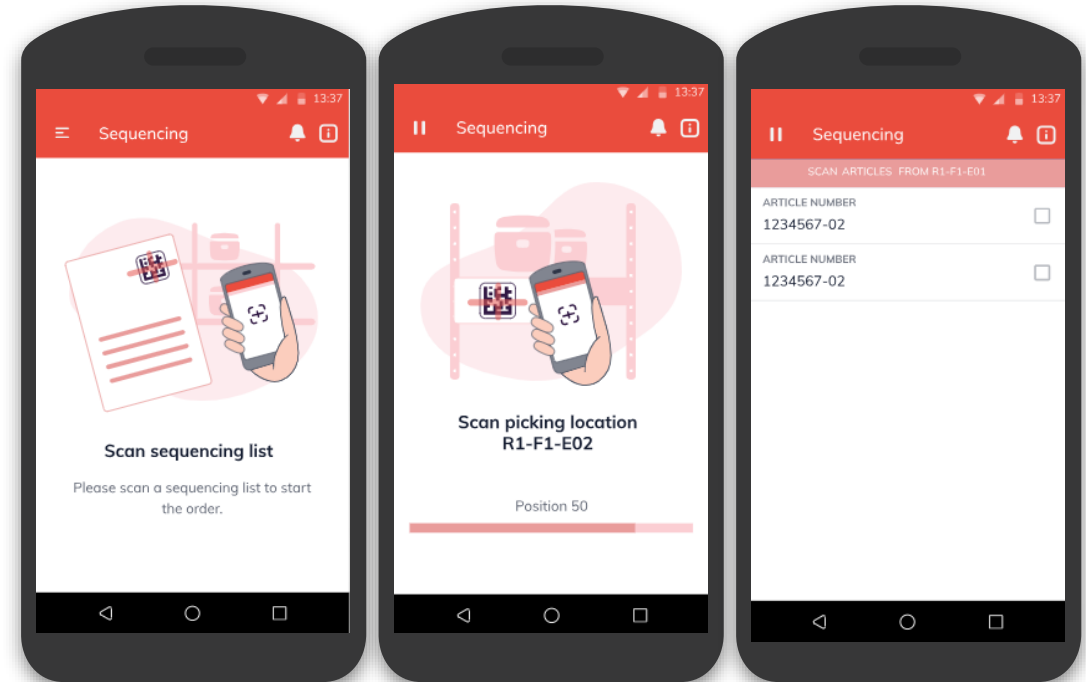 13:37
Sequencing
Scan sequencing list
Please scan a sequencing list to start
the order.
13:37
Sequencing
Scan picking location
R1-F1-E02
Position 50
13:37
Sequencing
SCAN ARTICLES FROM R1-F1-E01
ARTICLE NUMBER
1234567-02
ARTICLE NUMBER
1234567-02